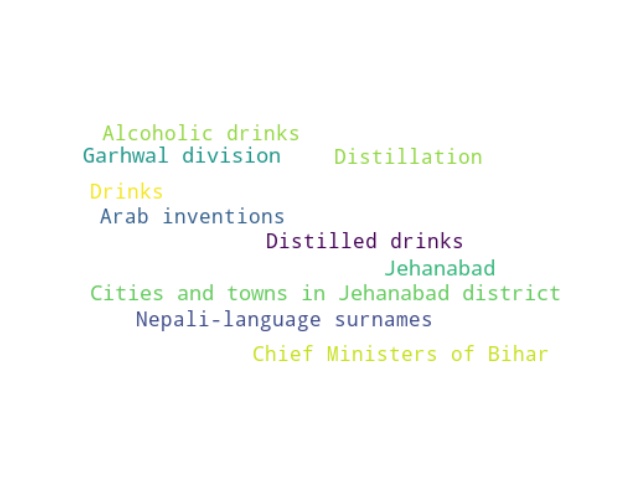 Alcoholic drinks
Garhwal division
Distillation
Drinks
Arab inventions
Distilled drinks
Jehanabad
Cities and towns in Jehanabad district
Nepali-language surnames
Chief Ministers of Bihar